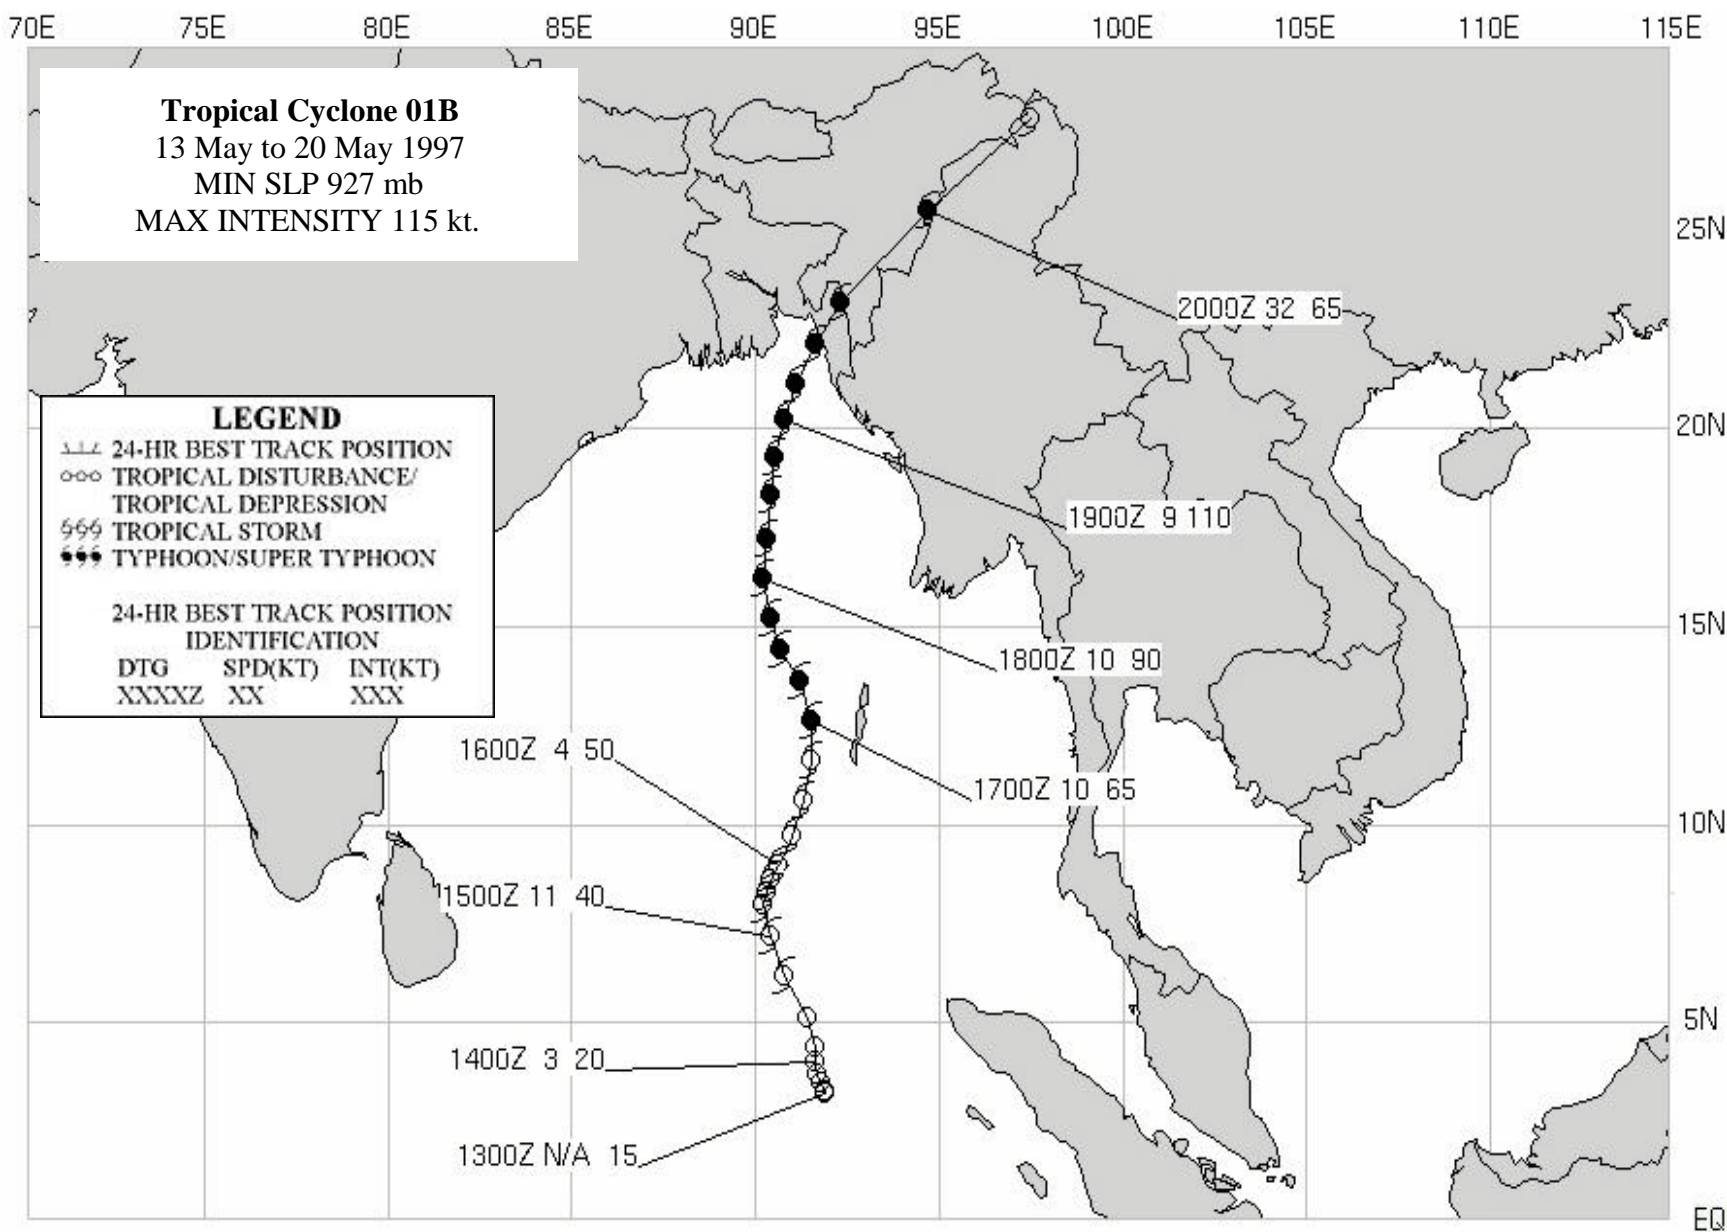 70E 75E 80E 85E 90E 95E 100E 105E 110E 115E
Tropical Cyclone 01B
13 May to 20 May 1997
MIN SLP 927 mb
MAX INTENSITY 115 kt.
25N
2000Z 32 65
LEGEND
24-HR BEST TRACK POSITION
TROPICAL DISTURBANCE/
TROPICAL DEPRESSION
TROPICAL STORM
TYPHOON/SUPER TYPHOON
24-HR BEST TRACK POSITION
IDENTIFICATION
DTG SPD(KT) INT(KT)
XXXXZ XX XXX
20N
1900Z 9 110
15N
1800Z 10 90
1600Z 4 50
1700Z 10 65
10N
1500Z 11 40
5N
1400Z 3 20
1300Z N/A 15
EQ